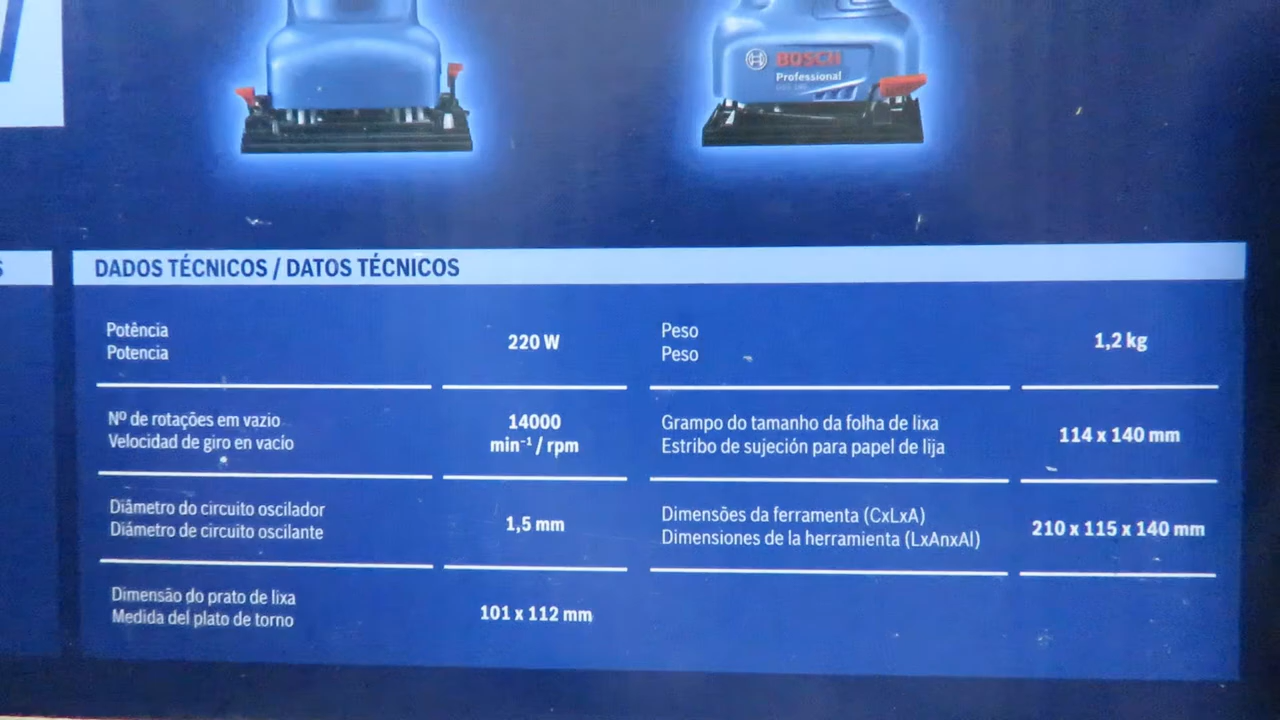 BOSCH
Professional
DADOS TÉCNICOS / DATOS TÉCNICOS
Potência
Potencia
220 W
Peso
Peso
1,2 kg
Nº de rotações em vazio
Velocidad de giro en vacío
14000
min⁻¹ / rpm
Grampo do tamanho da folha de lixa
Estribo de sujeción para papel de lija
114 x 140 mm
Diâmetro do circuito oscilador
Diámetro de circuito oscilante
1,5 mm
Dimensões da ferramenta (CxLxA)
Dimensiones de la herramienta (LxAnxAl)
210 x 115 x 140 mm
Dimensão do prato de lixa
Medida del plato de torno
101 x 112 mm